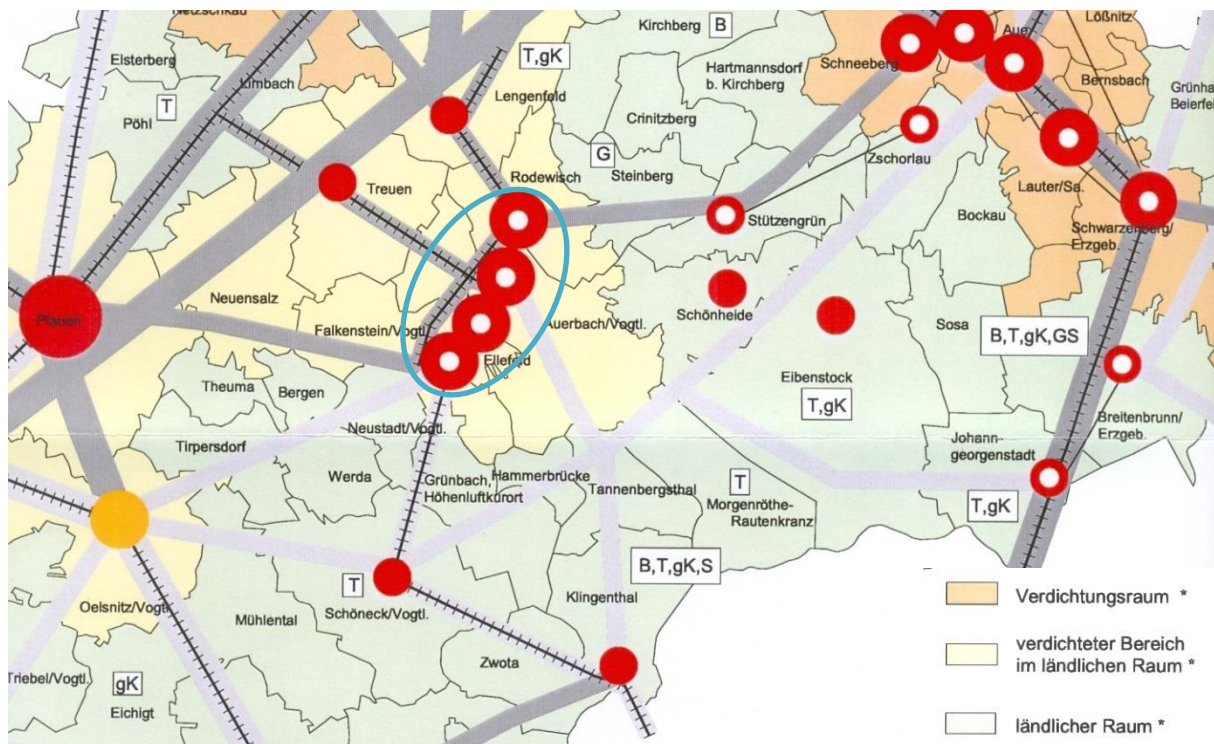 Netzschkau
Kirchberg
B
Lößnitz
Aue
Elsterberg
T,gK
Schneeberg
Limbach
Hartmannsdorf
b. Kirchberg
Bernsbach
T
Lengenfeld
Grünha
Beierfel
Pöhl
Crinitzberg
G
Zschorlau
Rodewisch
Steinberg
Treuen
Lauter/Sa.
Bockau
Stützengrün
Schwarzenberg/
Erzgeb.
Neuensalz
Plauen
Falkenstein/Vogtl.
Auerbach/Vogtl.
Schönheide
Sosa
B,T,gK,GS
Ellefeld
Eibenstock
Theuma
Bergen
T,gK
Neustadt/Vogtl.
Breitenbrunn/
Erzgeb.
Tirpersdorf
Johann-
georgenstadt
Werda
Grünbach,
Höhenluftkurort
Hammerbrücke
Tannenbergsthal
T
Morgenröthe-
Rautenkranz
T,gK
B,T,gK,S
T
Klingenthal
Verdichtungsraum *
Oelsnitz/Vogtl.
Schöneck/Vogtl.
Mühlental
verdichteter Bereich
im ländlichen Raum *
Zwota
Triebel/Vogtl.
gK
Eichigt
ländlicher Raum *